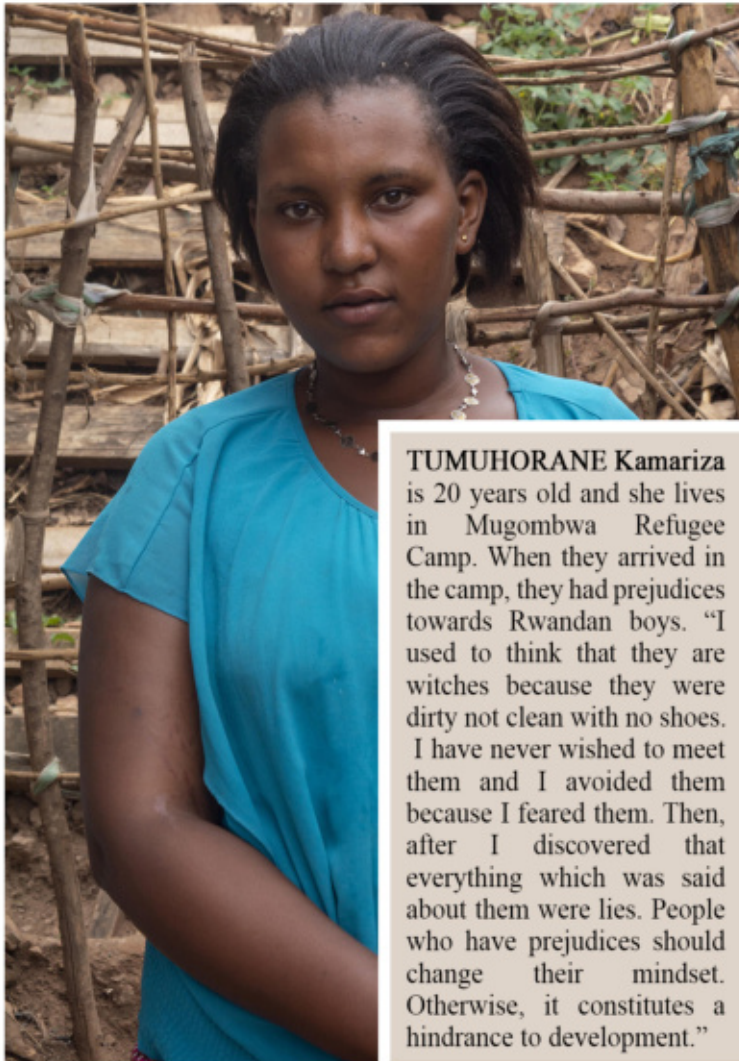 TUMUHORANE Kamariza
is 20 years old and she lives
in Mugombwa Refugee
Camp. When they arrived in
the camp, they had prejudices
towards Rwandan boys. “I
used to think that they are
witches because they were
dirty not clean with no shoes.
I have never wished to meet
them and I avoided them
because I feared them. Then,
after I discovered that
everything which was said
about them were lies. People
who have prejudices should
change their mindset.
Otherwise, it constitutes a
hindrance to development.”